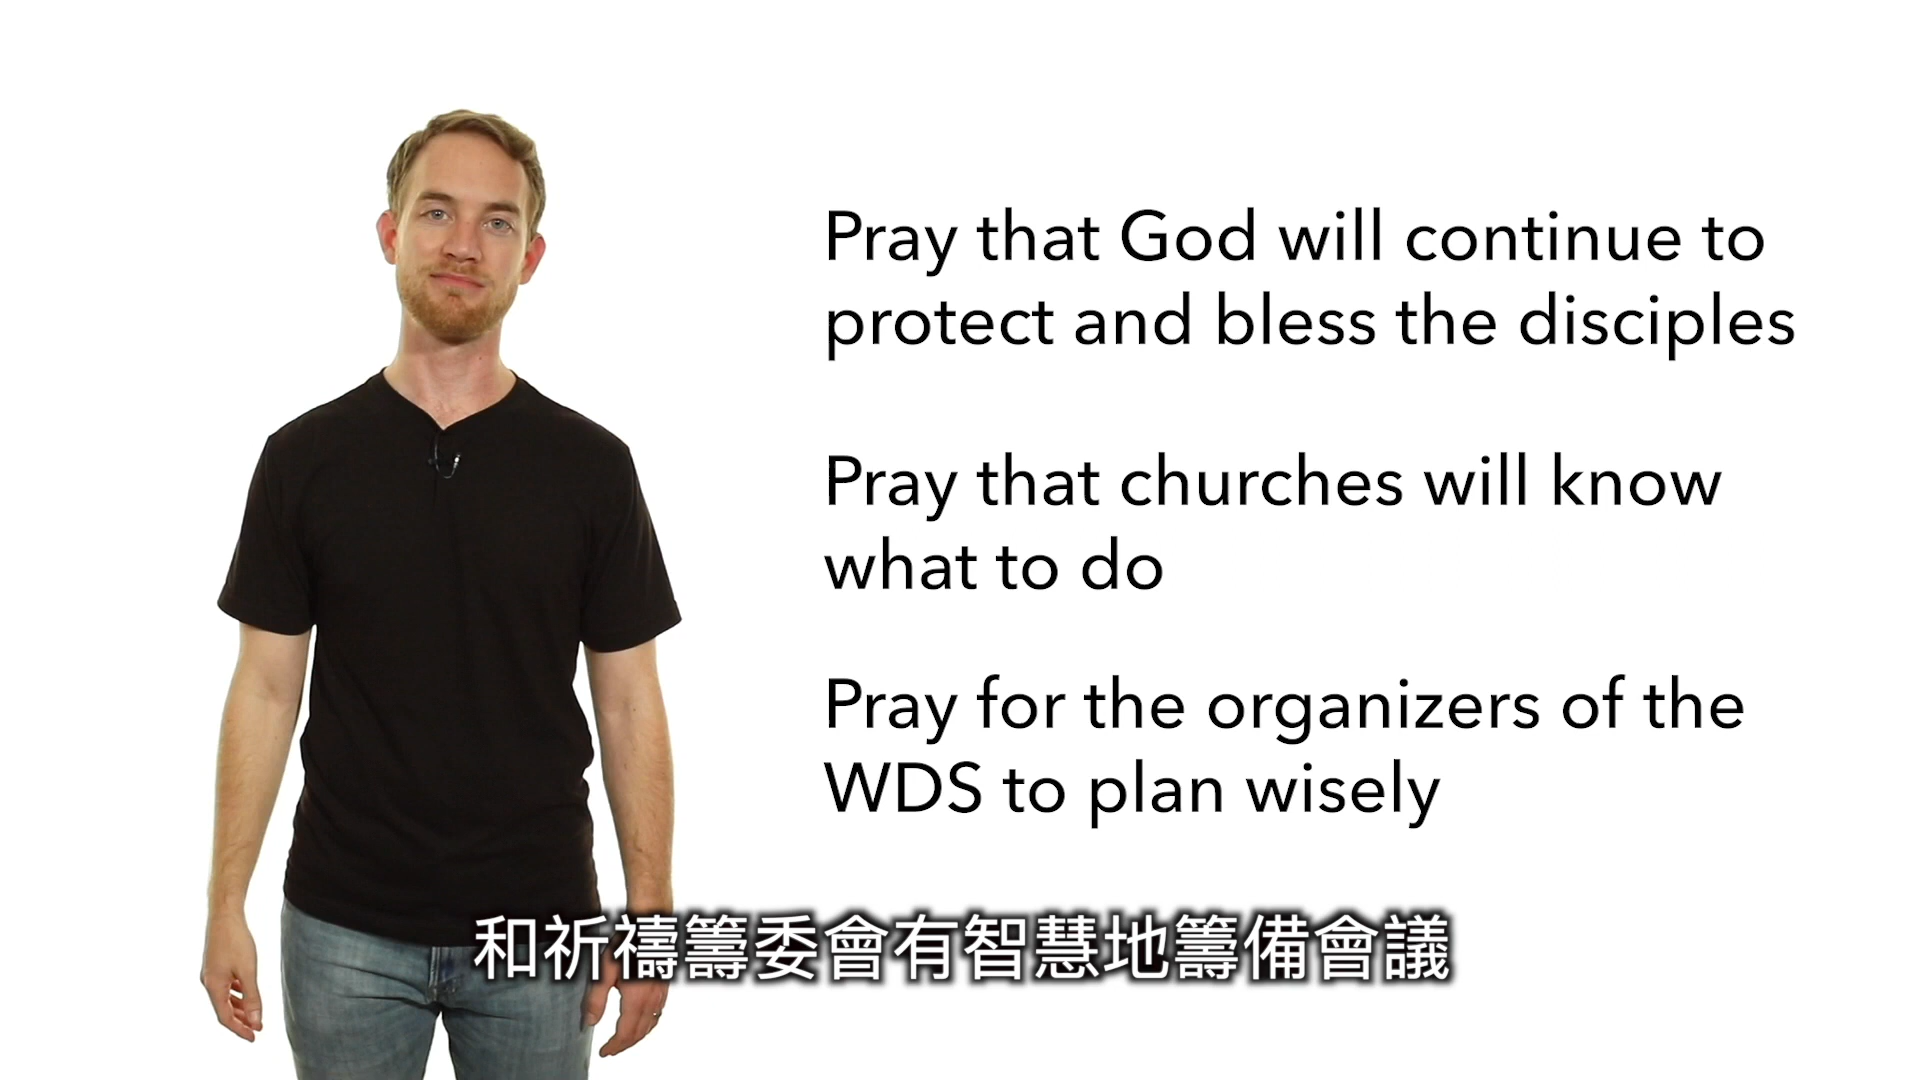 Pray that God will continue to
protect and bless the disciples
Pray that churches will know
what to do
Pray for the organizers of the
WDS to plan wisely
和祈禱籌委會有智慧地籌備會議